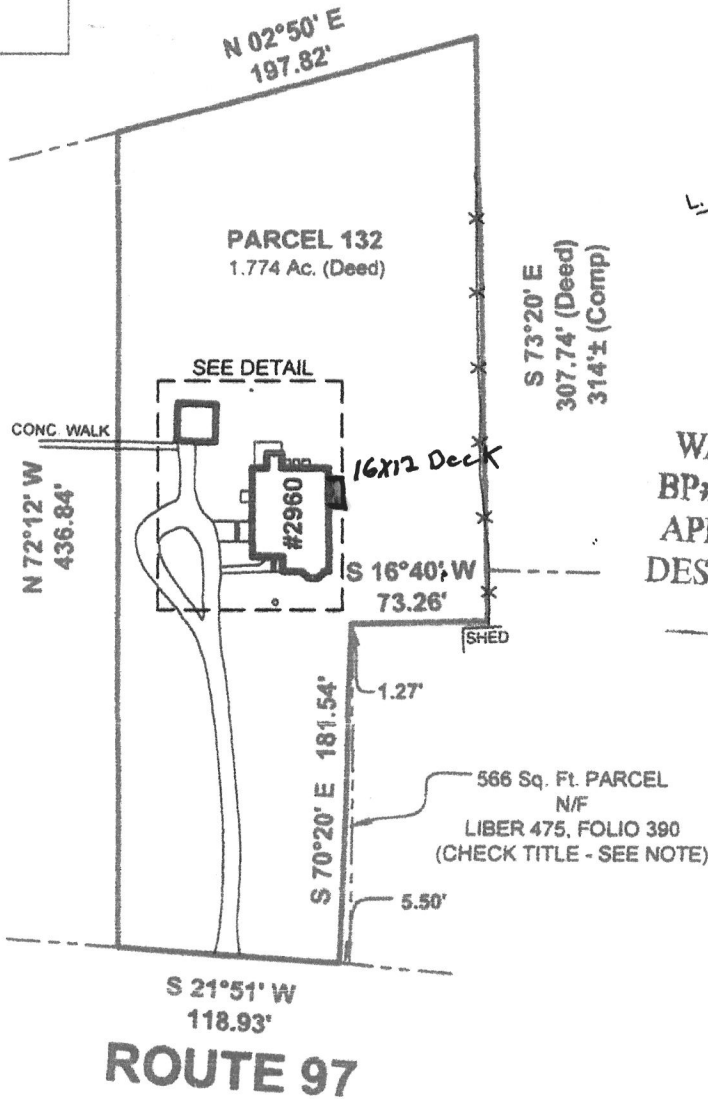 N 02°50' E
197.82'
L.
PARCEL 132
1.774 Ac. (Deed)
S 73°20' E
307.74' (Deed)
314'± (Comp)
SEE DETAIL
CONC. WALK
16x12 Deck
#2960
N 72°12' W
436.84'
S 16°40' W
73.26'
SHED
1.27'
S 70°20' E 181.54'
566 Sq. Ft. PARCEL
N/F
LIBER 475, FOLIO 390
(CHECK TITLE - SEE NOTE)
5.50'
S 21°51' W
118.93'
ROUTE 97